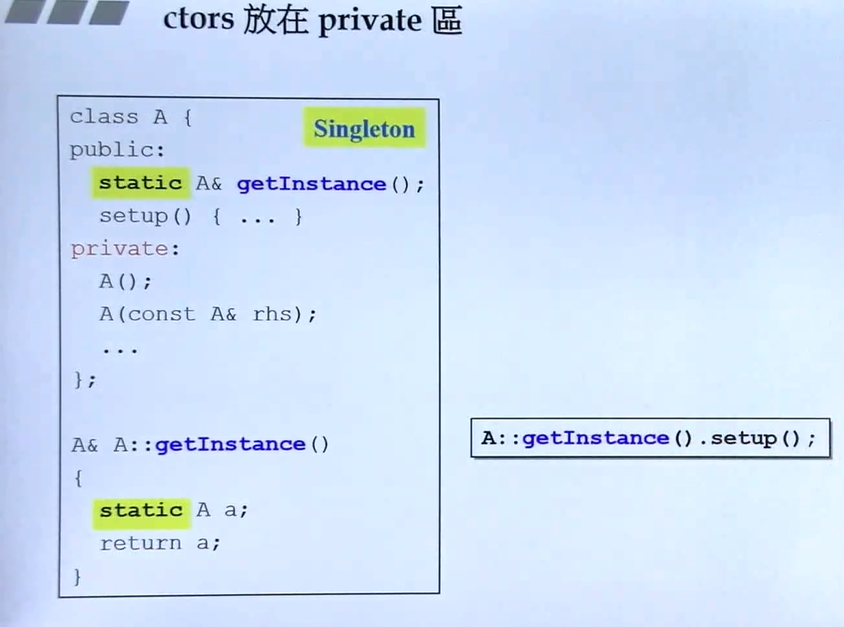 ctors 放在 private 區
class A {
Singleton
public:
static A& getInstance();
setup() { ... }
private:
A();
A(const A& rhs);
...
};
A& A::getInstance()
{
static A a;
return a;
}
A::getInstance().setup();